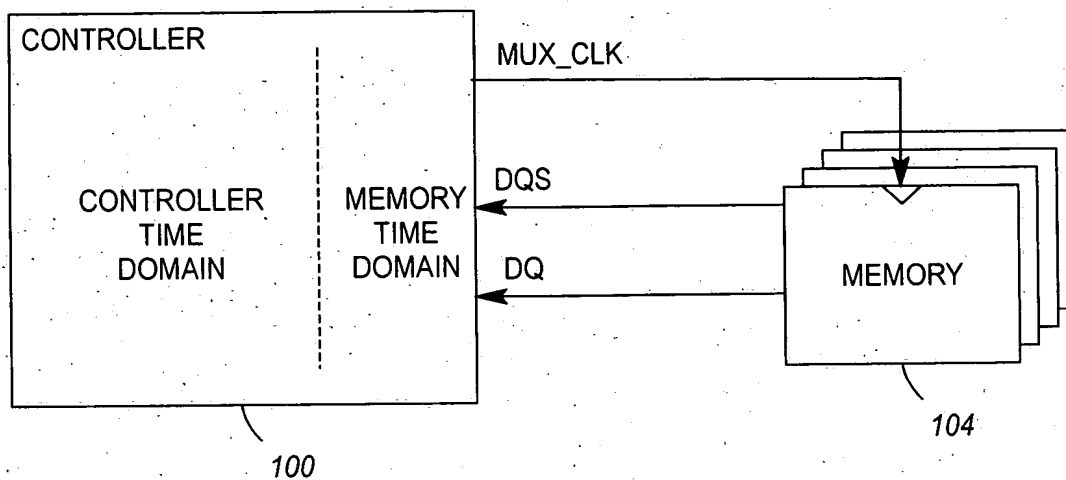 CONTROLLER
MUX_CLK
CONTROLLER
TIME
DOMAIN
MEMORY
TIME
DOMAIN
DQS
DQ
MEMORY
100
104